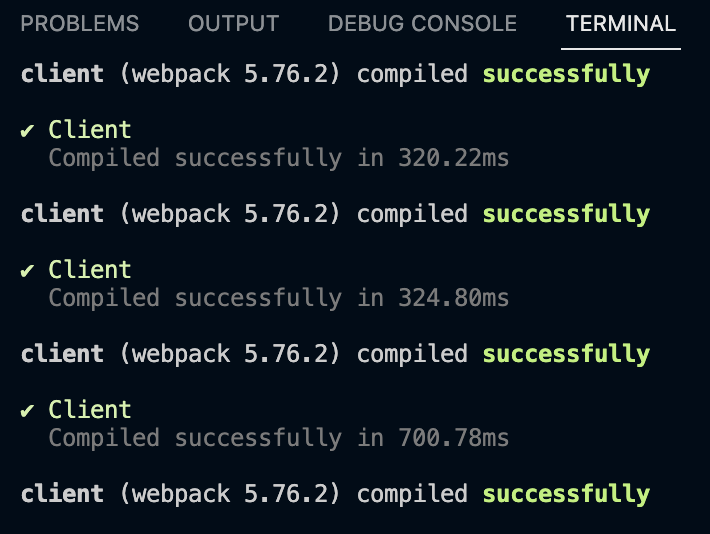 PROBLEMS OUTPUT DEBUG CONSOLE TERMINAL
client (webpack 5.76.2) compiled successfully
✔ Client
Compiled successfully in 320.22ms
client (webpack 5.76.2) compiled successfully
✔ Client
Compiled successfully in 324.80ms
client (webpack 5.76.2) compiled successfully
✔ Client
Compiled successfully in 700.78ms
client (webpack 5.76.2) compiled successfully